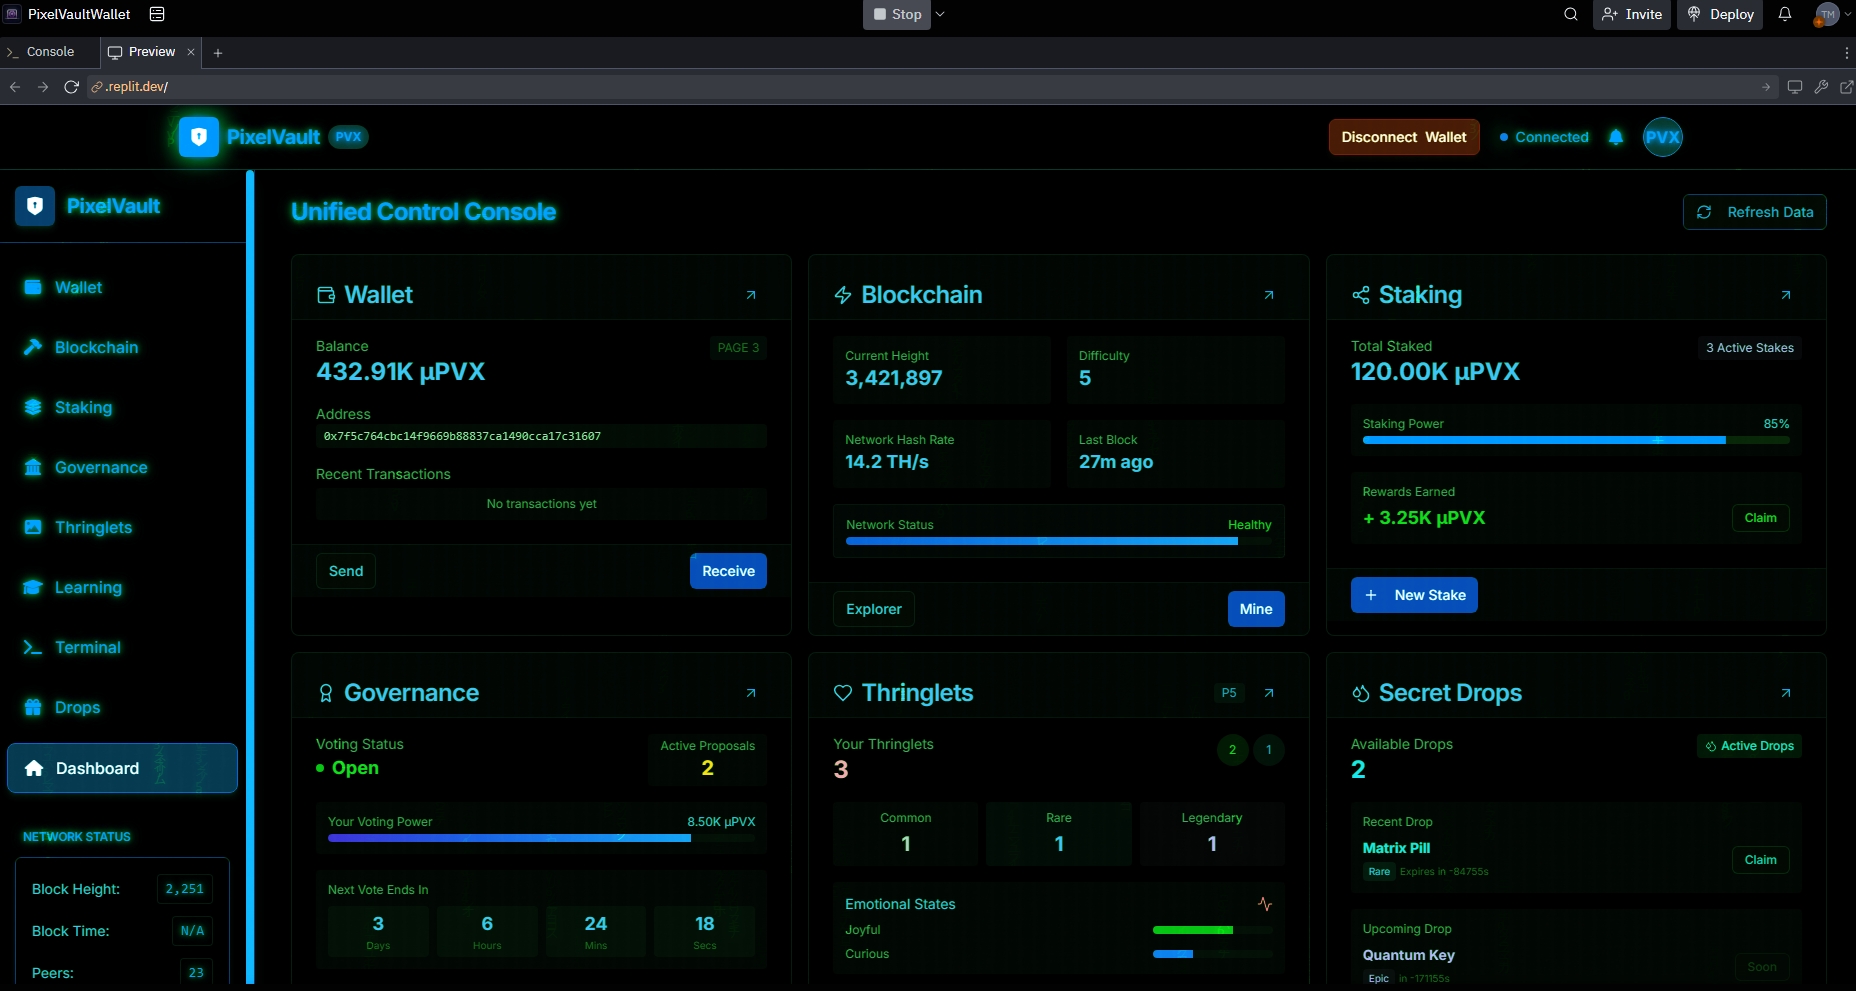 PixelVaultWallet
Stop
Invite
Deploy
TM
Console
Preview
.replit.dev/
PixelVault PVX
Disconnect Wallet
Connected
PVX
PixelVault
Wallet
Blockchain
Staking
Governance
Thringlets
Learning
Terminal
Drops
Dashboard
NETWORK STATUS
Block Height: 2,251
Block Time: N/A
Peers: 23
Unified Control Console
Refresh Data
Wallet
Balance
PAGE 3
432.91K µPVX
Address
0x7f5c764cbc14f9669b88837ca1490cca17c31607
Recent Transactions
No transactions yet
Send
Receive
Blockchain
Current Height
3,421,897
Difficulty
5
Network Hash Rate
14.2 TH/s
Last Block
27m ago
Network Status
Healthy
Explorer
Mine
Staking
Total Staked
3 Active Stakes
120.00K µPVX
Staking Power
85%
Rewards Earned
+ 3.25K µPVX
Claim
+ New Stake
Governance
Voting Status
Open
Active Proposals
2
Your Voting Power
8.50K µPVX
Next Vote Ends In
3
Days
6
Hours
24
Mins
18
Secs
Thringlets
P5
Your Thringlets
3
2
1
Common
1
Rare
1
Legendary
1
Emotional States
Joyful
Curious
Secret Drops
Available Drops
2
Active Drops
Recent Drop
Matrix Pill
Rare Expires in -84755s
Claim
Upcoming Drop
Quantum Key
Epic in -171155s
Soon